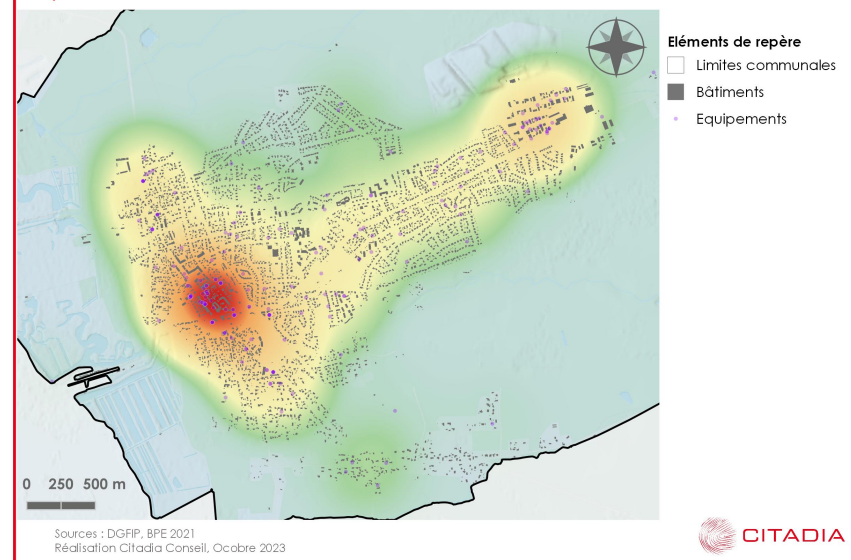 Eléments de repère
Limites communales
Bâtiments
Equipements
0 250 500 m
Sources : DGFIP, BPE 2021
Réalisation Citadia Conseil, Ocobre 2023
CITADIA